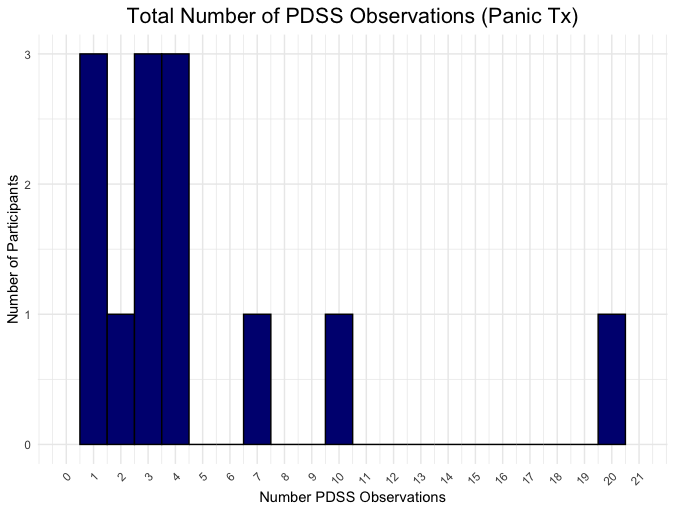 Total Number of PDSS Observations (Panic Tx)
3
2
1
0
Number of Participants
0 1 2 3 4 5 6 7 8 9 10 11 12 13 14 15 16 17 18 19 20 21
Number PDSS Observations